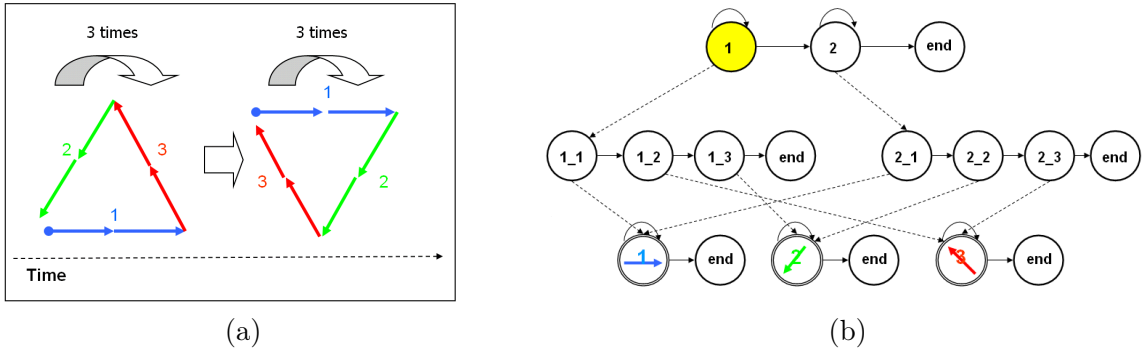 3 times 3 times
1
2 3
3 2
1
Time
1 2 end
1_1 1_2 1_3 end 2_1 2_2 2_3 end
1 end 2 end 3 end
(a) (b)